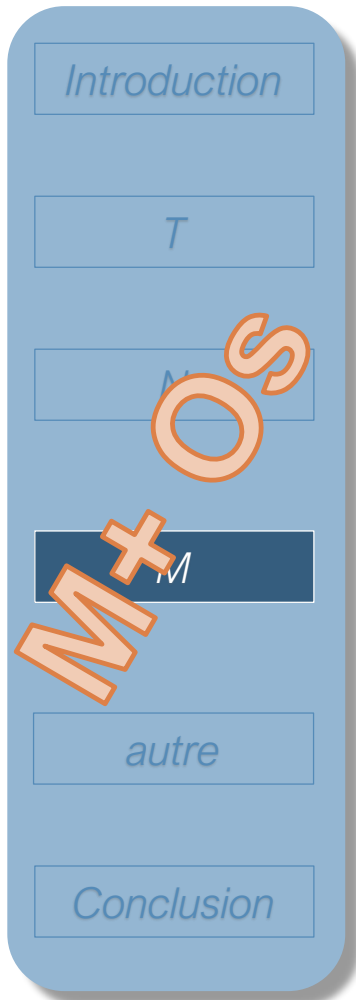 Introduction
T
N
M
M+ OS
autre
Conclusion